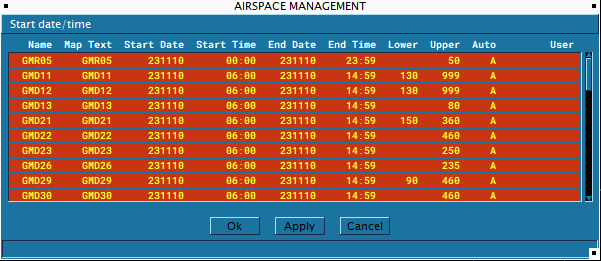 AIRSPACE MANAGEMENT
Start date/time
Name Map Text Start Date Start Time End Date End Time Lower Upper Auto User
GMR05 GMR05 231110 00:00 231110 23:59 50 A
GMD11 GMD11 231110 06:00 231110 14:59 130 999 A
GMD12 GMD12 231110 06:00 231110 14:59 130 999 A
GMD13 GMD13 231110 06:00 231110 14:59 80 A
GMD21 GMD21 231110 06:00 231110 14:59 150 360 A
GMD22 GMD22 231110 06:00 231110 14:59 460 A
GMD23 GMD23 231110 06:00 231110 14:59 250 A
GMD26 GMD26 231110 06:00 231110 14:59 235 A
GMD29 GMD29 231110 06:00 231110 14:59 90 460 A
GMD30 GMD30 231110 06:00 231110 14:59 460 A
Ok Apply Cancel